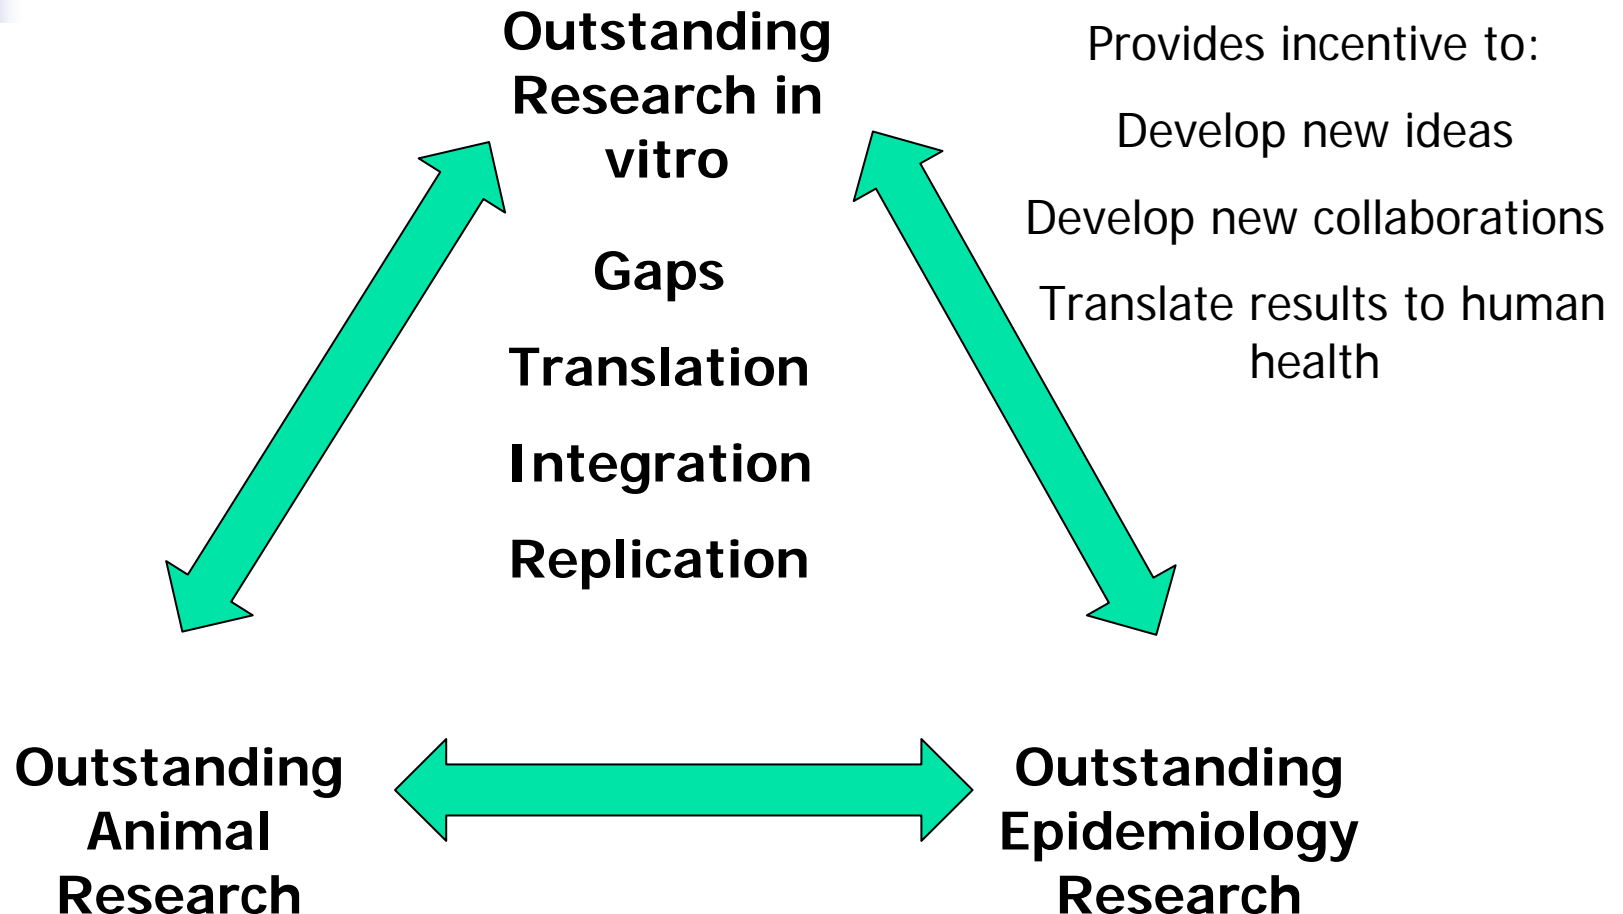 Outstanding
Research in
vitro
Gaps
Translation
Integration
Replication
Provides incentive to:
Develop new ideas
Develop new collaborations
Translate results to human
health
Outstanding
Animal
Research
Outstanding
Epidemiology
Research